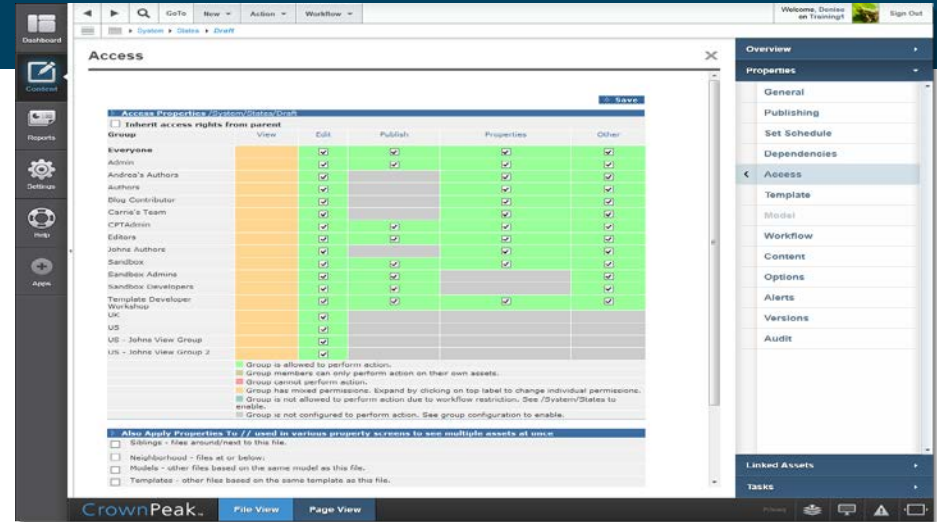 GoTo New Action Workflow
Welcome, Denise
on Training1
Sign Out
System States Draft
Dashboard
Content
Reports
Settings
Help
Apps
Access
Save
Access Properties /System/States/Draft
Inherit access rights from parent
Group View Edit Publish Properties Other
Everyone
Admin
Andrea's Authors
Authors
Blog Contributor
Carrie's Team
CPTAdmin
Editors
Johns Authors
Sandbox
Sandbox Admins
Sandbox Developers
Template Developer
Workshop
UK
US
US - Johns View Group
US - Johns View Group 2
Group is allowed to perform action.
Group members can only perform action on their own assets.
Group cannot perform action.
Group has mixed permissions. Expand by clicking on top label to change individual permissions.
Group is not allowed to perform action due to workflow restriction. See /System/States to
enable.
Group is not configured to perform action. See group configuration to enable.
Also Apply Properties To // used in various property screens to see multiple assets at once
Siblings - files around/next to this file.
Neighborhood - files at or below:
Models - other files based on the same model as this file.
Templates - other files based on the same template as this file.
Overview
Properties
General
Publishing
Set Schedule
Dependencies
Access
Template
Model
Workflow
Content
Options
Alerts
Versions
Audit
Linked Assets
Tasks
CrownPeak
File View
Page View